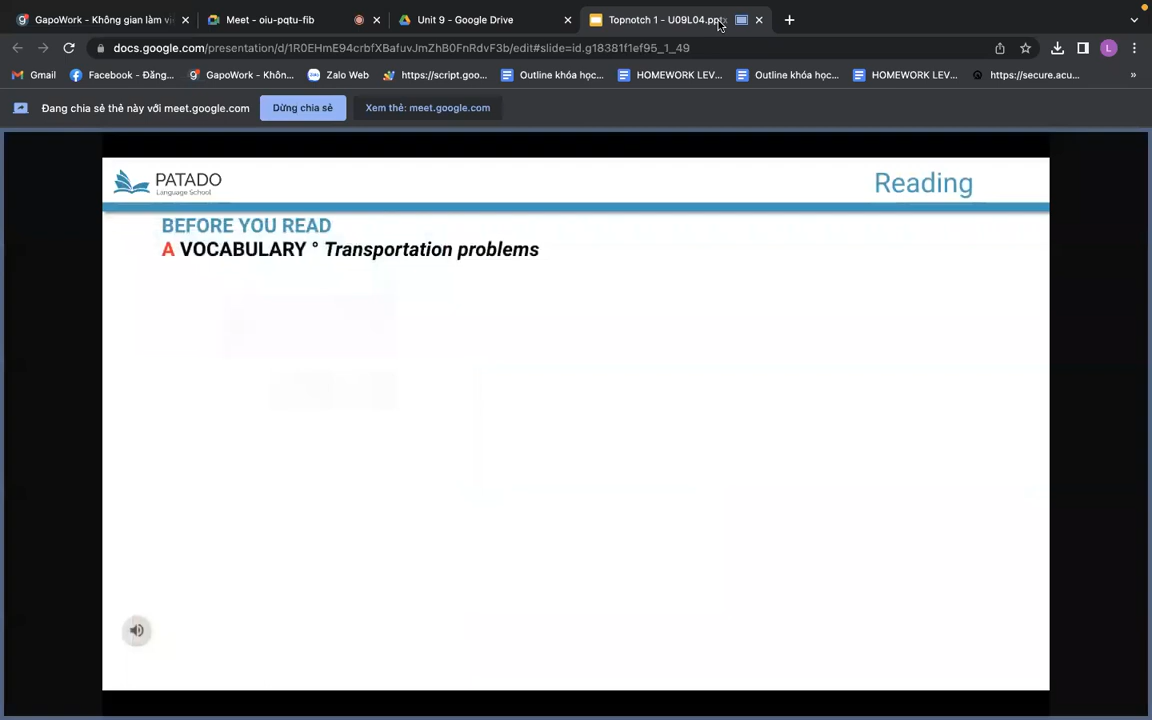 GapoWork - Không gian làm vi
Meet - oiu-pqtu-fib
Unit 9 - Google Drive
Topnotch 1 - U09L04.pptx
docs.google.com/presentation/d/1R0EHmE94crbfXBafuvJmZhB0FnRdvF3b/edit#slide=id.g18381f1ef95_1_49
L
Gmail
Facebook - Đăng...
GapoWork - Khôn...
Zalo Web
https://script.goo...
Outline khóa học...
HOMEWORK LEV...
Outline khóa học...
HOMEWORK LEV...
https://secure.acu...
»
Đang chia sẻ thẻ này với meet.google.com
Dừng chia sẻ
Xem thẻ: meet.google.com
PATADO
Language School
Reading
BEFORE YOU READ
A VOCABULARY ° Transportation problems